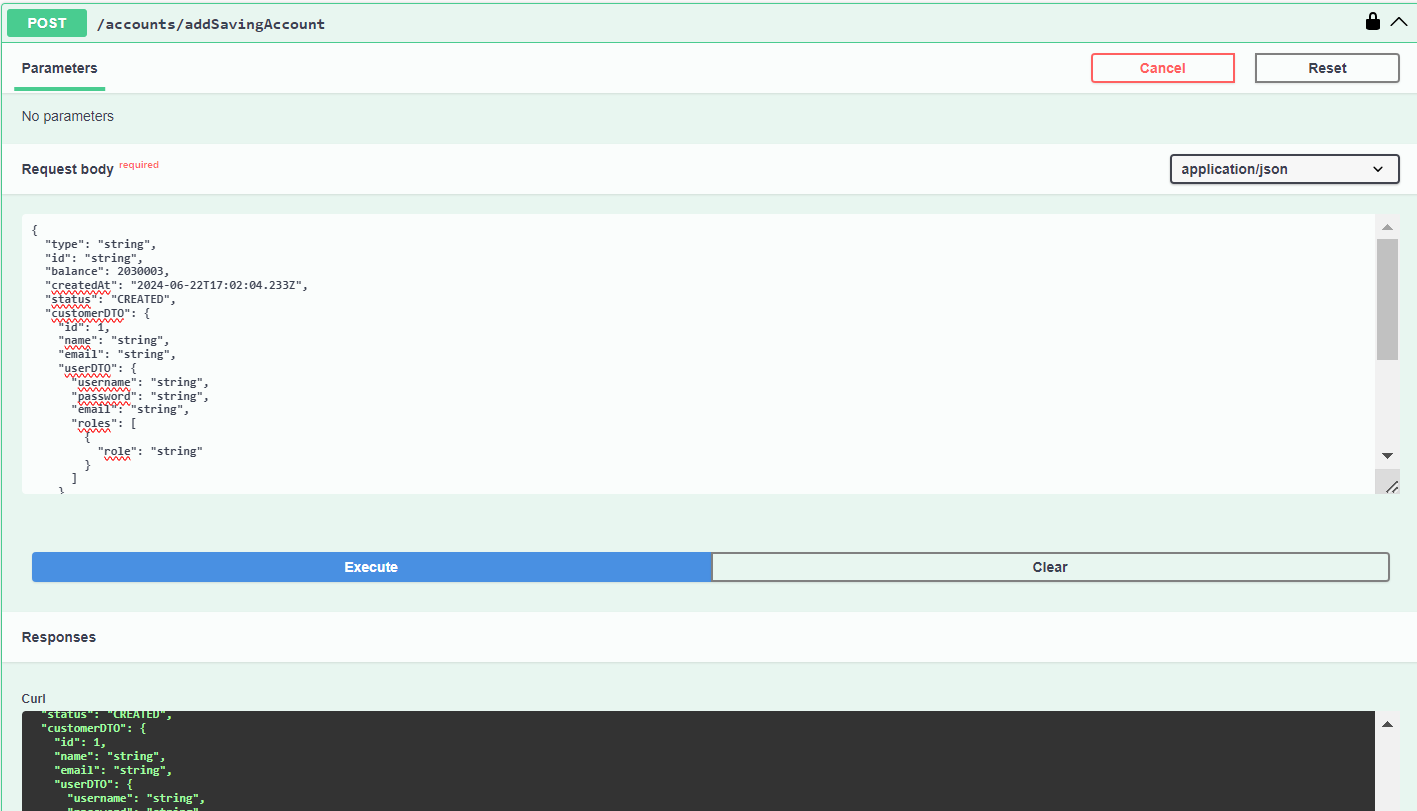 POST /accounts/addSavingAccount
Parameters
Cancel
Reset
No parameters
Request body required
application/json
{
  "type": "string",
  "id": "string",
  "balance": 2030003,
  "createdAt": "2024-06-22T17:02:04.233Z",
  "status": "CREATED",
  "customerDTO": {
    "id": 1,
    "name": "string",
    "email": "string",
    "userDTO": {
      "username": "string",
      "password": "string",
      "email": "string",
      "roles": [
        {
          "role": "string"
        }
      ]
    }
Execute
Clear
Responses
Curl
  "status": "CREATED",
  "customerDTO": {
    "id": 1,
    "name": "string",
    "email": "string",
    "userDTO": {
      "username": "string",
      "password": "string",